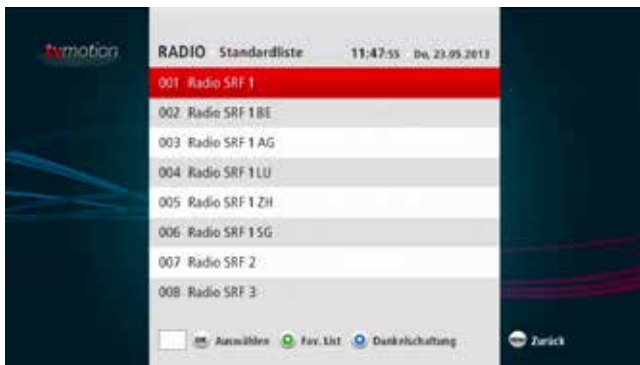 tvmotion
RADIO Standardliste 11:47:55 Do, 23.05.2013
001 Radio SRF 1
002 Radio SRF 1 BE
003 Radio SRF 1 AG
004 Radio SRF 1 LU
005 Radio SRF 1 ZH
006 Radio SRF 1 SG
007 Radio SRF 2
008 Radio SRF 3
OK Auswählen Fav. List Dunkelschaltung Zurück